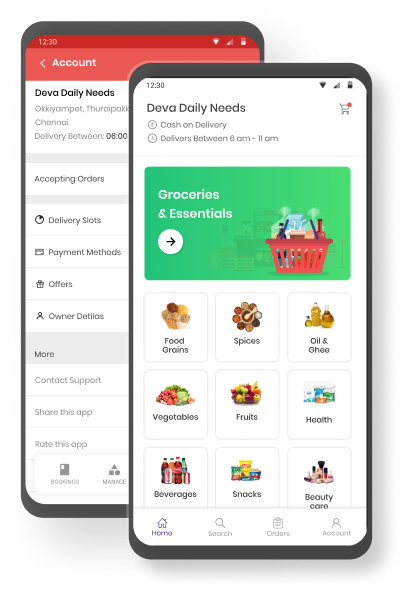 12:30
Account
Deva Daily Needs
Okkiyampet, Thuraipakk
Chennai
Delivery Between: 06:00
Accepting Orders
Delivery Slots
Payment Methods
Offers
Owner Detilas
More
Contact Support
Share this app
Rate this app
BOOKINGS
MANAGE
12:30
Deva Daily Needs
Cash on Delivery
Delivers Between 6 am - 11 am
Groceries
& Essentials
Food
Grains
Spices
Oil &
Ghee
Vegetables
Fruits
Health
Beverages
Snacks
Beauty
care
Home
Search
Orders
Account